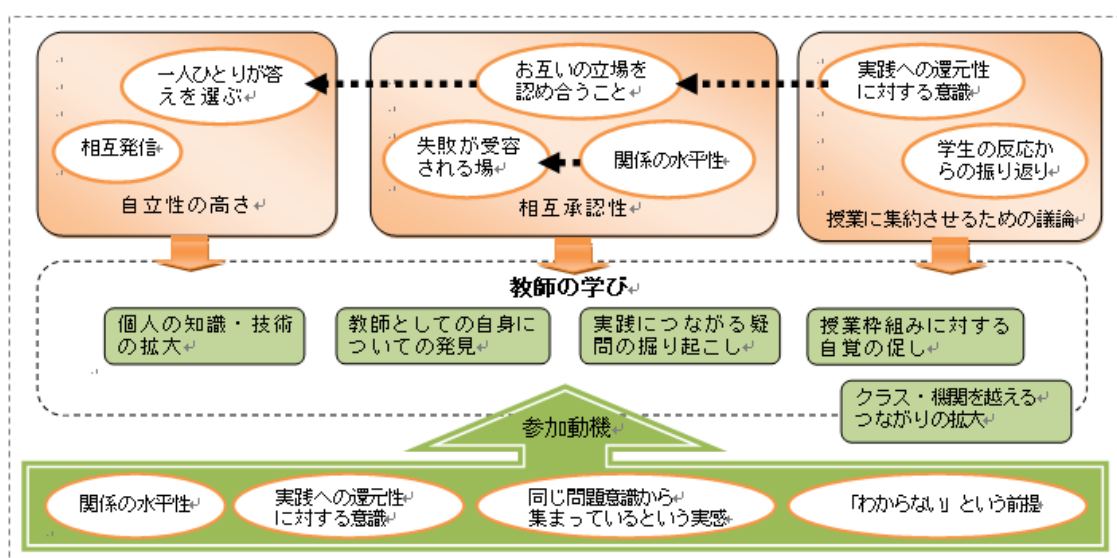 一人ひとりが答
えを選ぶ
相互発信
自立性の高さ
お互いの立場を
認め合うこと
失敗が受容
される場
関係の水平性
相互承認性
実践への還元性
に対する意識
学生の反応か
らの振り返り
授業に集約させるための議論
教師の学び
個人の知識・技術
の拡大
教師としての自身に
ついての発見
実践につながる疑
問の掘り起こし
授業枠組みに対する
自覚の促し
クラス・機関を越える
つながりの拡大
参加動機
関係の水平性
実践への還元性
に対する意識
同じ問題意識から
集まっているという実感
「わからない」という前提